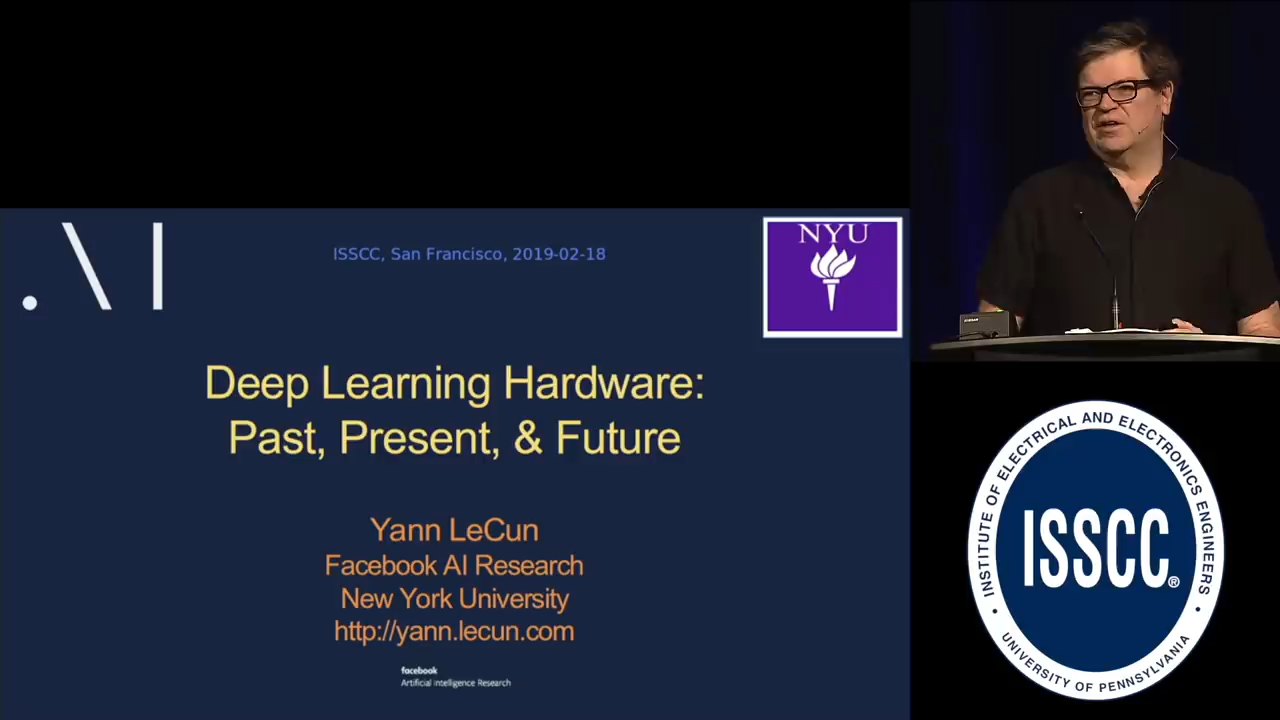 ISSCC, San Francisco, 2019-02-18
NYU
.\I
Deep Learning Hardware:
Past, Present, & Future
Yann LeCun
Facebook AI Research
New York University
http://yann.lecun.com
facebook
Artificial Intelligence Research
INSTITUTE OF ELECTRICAL AND ELECTRONICS ENGINEERS
ISSCC®
UNIVERSITY OF PENNSYLVANIA